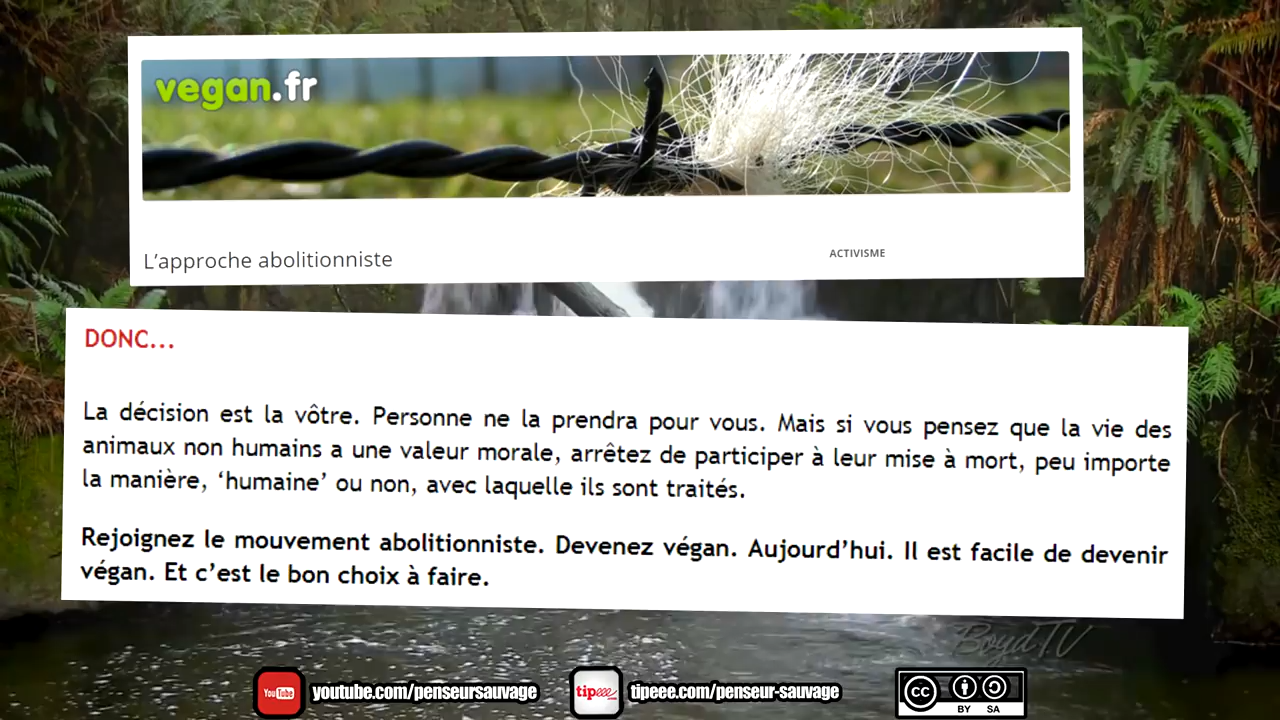 vegan.fr
L’approche abolitionniste
ACTIVISME
DONC...
La décision est la vôtre. Personne ne la prendra pour vous. Mais si vous pensez que la vie des
animaux non humains a une valeur morale, arrêtez de participer à leur mise à mort, peu importe
la manière, ‘humaine’ ou non, avec laquelle ils sont traités.
Rejoignez le mouvement abolitionniste. Devenez végan. Aujourd’hui. Il est facile de devenir
végan. Et c’est le bon choix à faire.
BoydTV
YouTube youtube.com/penseursauvage tipeee tipeee.com/penseur-sauvage cc BY SA